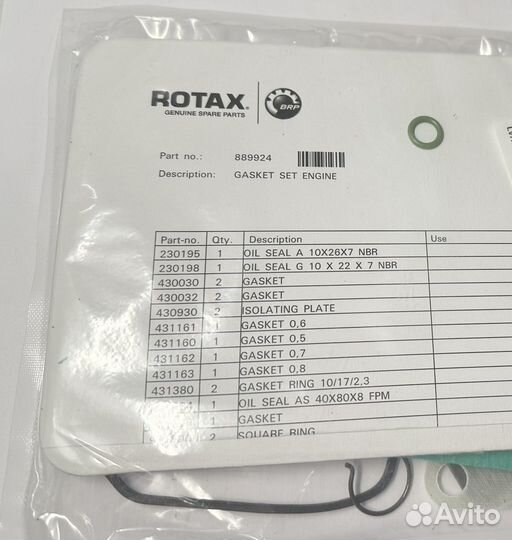 ROTAX.
GENUINE SPARE PARTS
BRP
Part no.: 889924
Description: GASKET SET ENGINE
Part-no. Qty. Description Use
230195 1 OIL SEAL A 10X26X7 NBR
230198 1 OIL SEAL G 10 X 22 X 7 NBR
430030 2 GASKET
430032 2 GASKET
430930 2 ISOLATING PLATE
431161 1 GASKET 0,6
431160 1 GASKET 0,5
431162 1 GASKET 0,7
431163 1 GASKET 0,8
431380 2 GASKET RING 10/17/2,3
1 OIL SEAL AS 40X80X8 FPM
1 GASKET
2 SQUARE RING
Avito